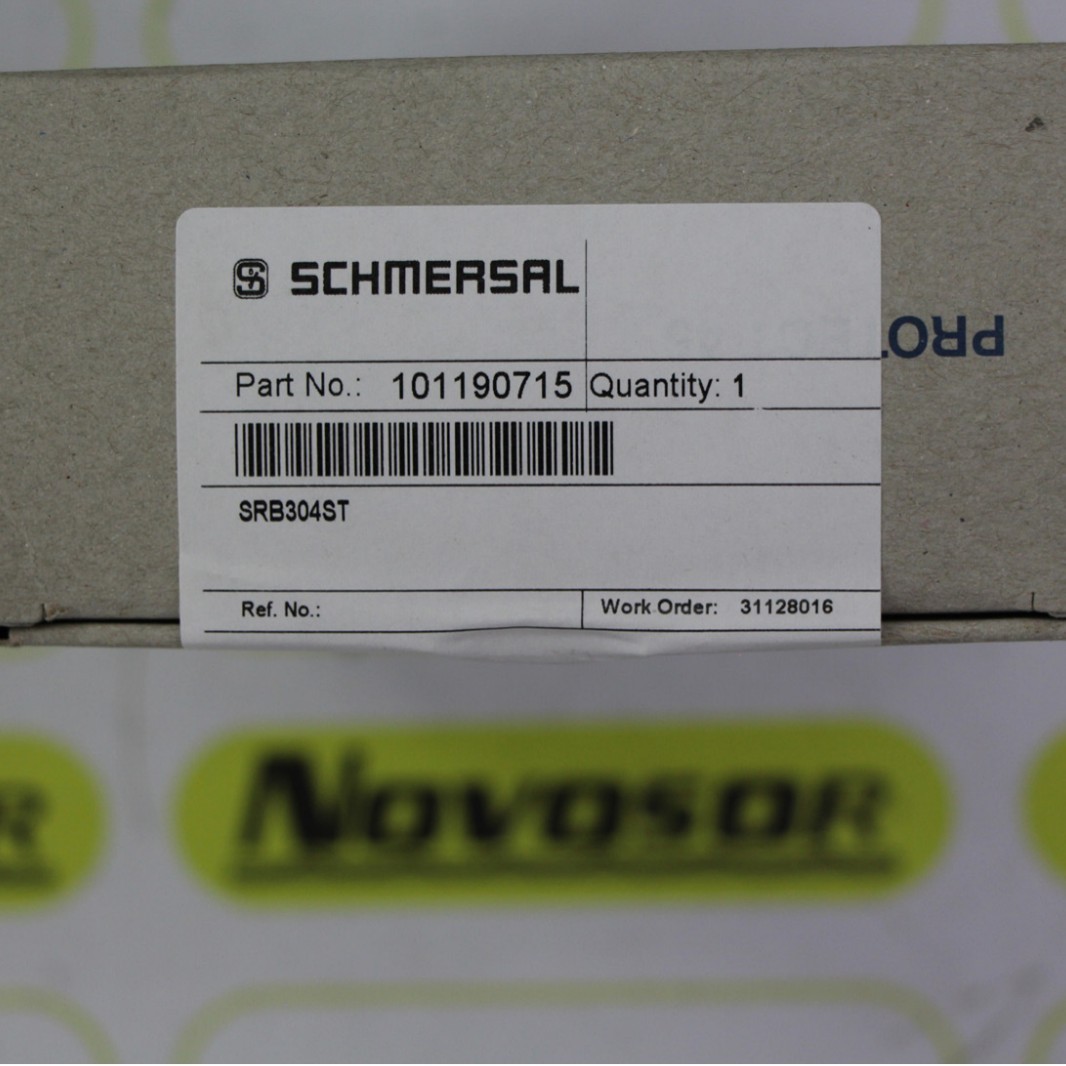 SCHMERSAL
PRO
Part No.: 101190715 Quantity: 1
SRB304ST
Ref. No.:
Work Order: 31128016
NOVOSOR
R